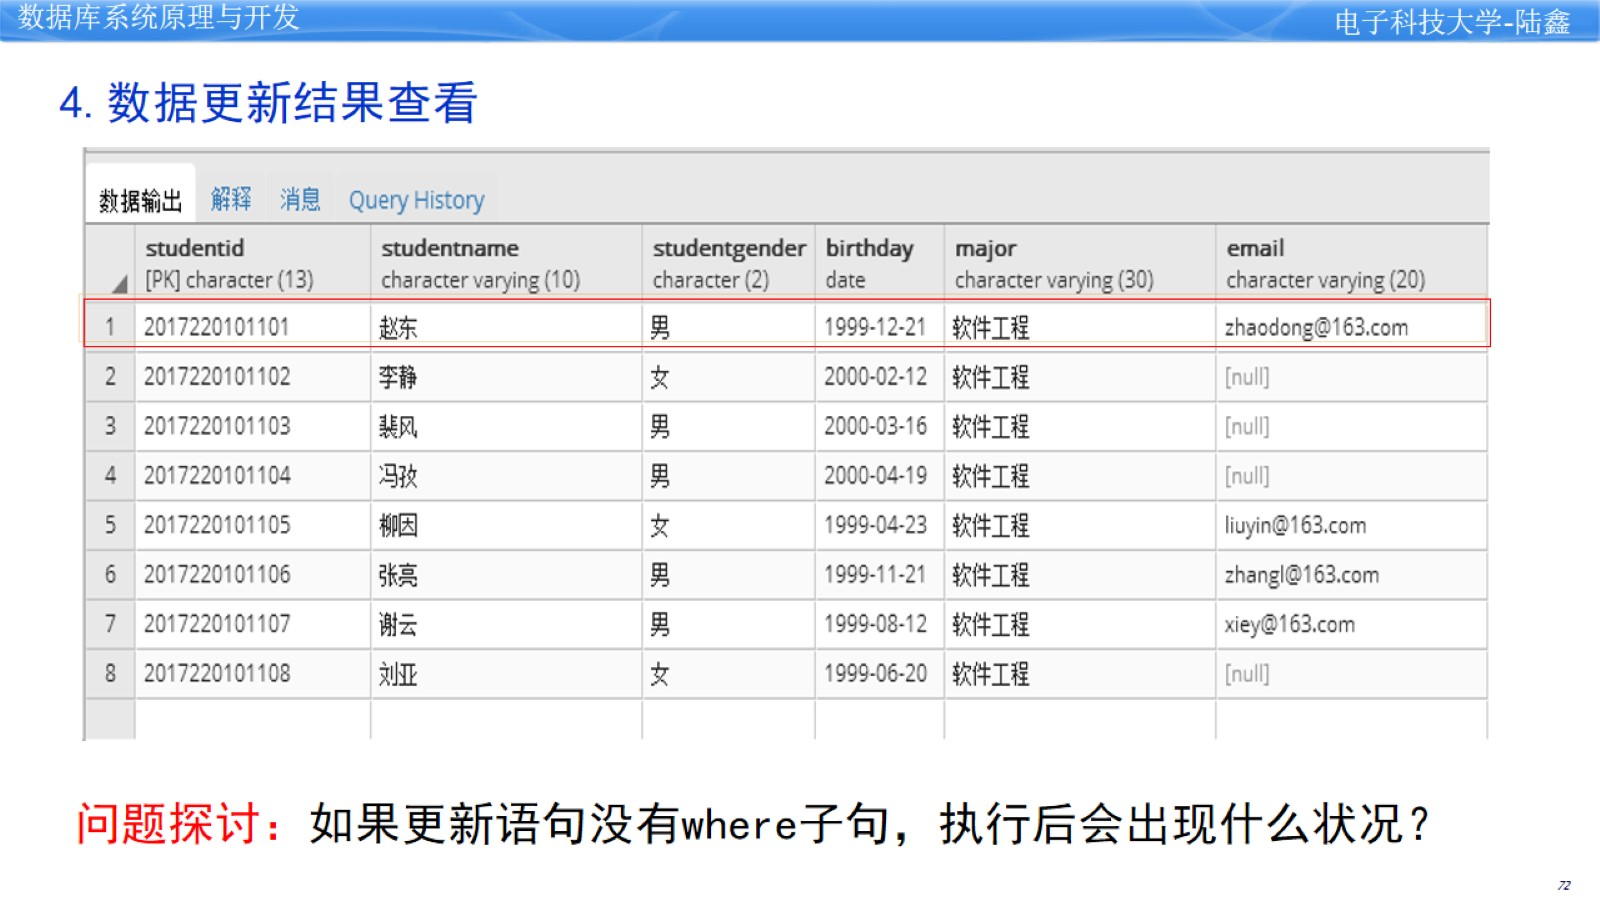 数据库系统原理与开发
电子科技大学-陆鑫
4. 数据更新结果查看
数据输出 解释 消息 Query History
studentid studentname studentgender birthday major email
[PK] character (13) character varying (10) character (2) date character varying (30) character varying (20)
1 2017220101101 赵东 男 1999-12-21 软件工程 zhaodong@163.com
2 2017220101102 李静 女 2000-02-12 软件工程 [null]
3 2017220101103 裴风 男 2000-03-16 软件工程 [null]
4 2017220101104 冯孜 男 2000-04-19 软件工程 [null]
5 2017220101105 柳因 女 1999-04-23 软件工程 liuyin@163.com
6 2017220101106 张亮 男 1999-11-21 软件工程 zhangl@163.com
7 2017220101107 谢云 男 1999-08-12 软件工程 xiey@163.com
8 2017220101108 刘亚 女 1999-06-20 软件工程 [null]
问题探讨：如果更新语句没有where子句，执行后会出现什么状况？
72